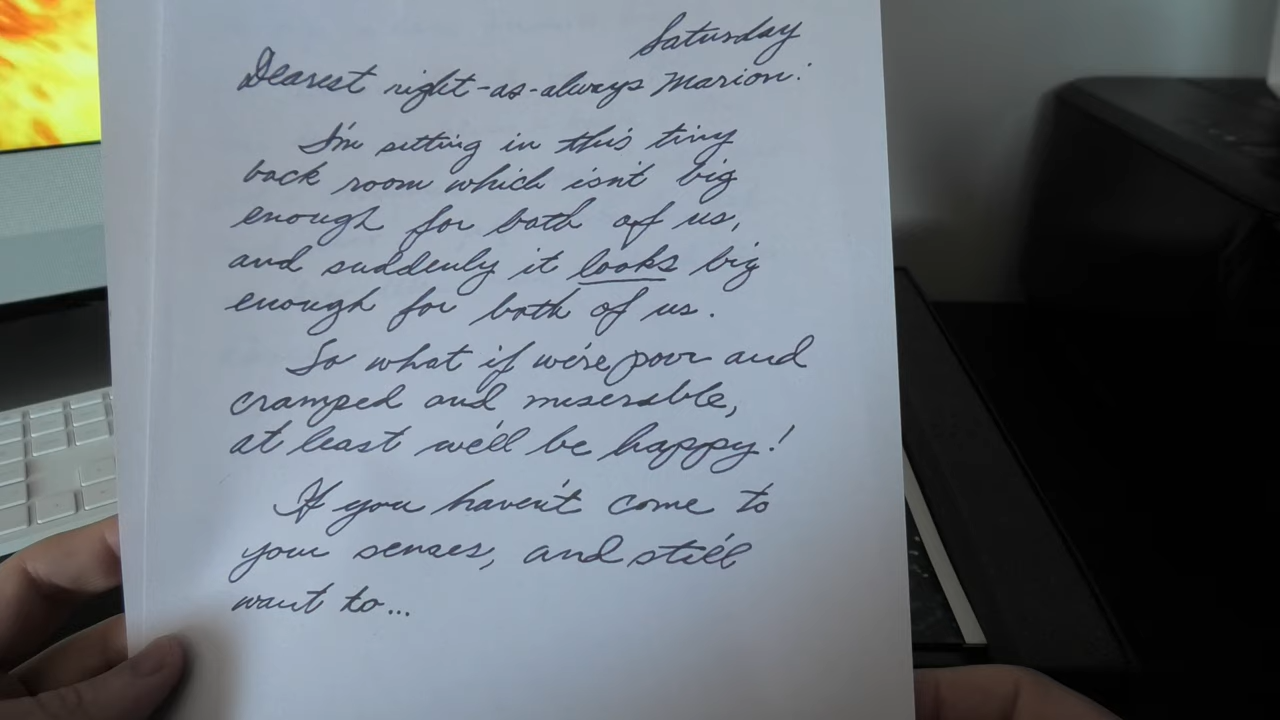 Saturday
Dearest right-as-always Marion:
I'm setting in this tiny
back room which isn't big
enough for both of us,
and suddenly it looks big
enough for both of us.
So what if we're poor and
cramped and miserable,
at least we'll be happy!
If you haven't come to
your senses, and still
want to...